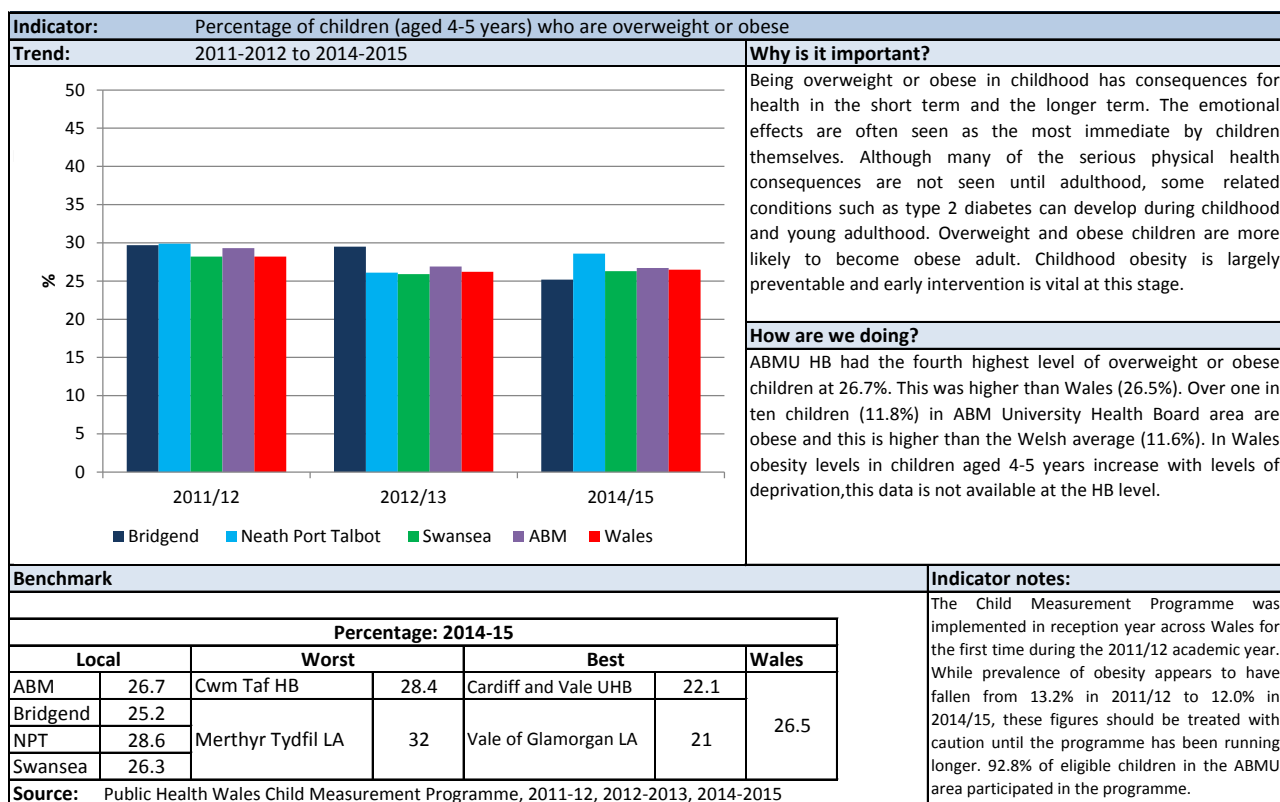 Indicator: Percentage of children (aged 4-5 years) who are overweight or obese
Trend: 2011-2012 to 2014-2015
50
45
40
35
30
25
20
15
10
5
0
%
2011/12 2012/13 2014/15
Bridgend Neath Port Talbot Swansea ABM Wales
Why is it important?
Being overweight or obese in childhood has consequences for
health in the short term and the longer term. The emotional
effects are often seen as the most immediate by children
themselves. Although many of the serious physical health
consequences are not seen until adulthood, some related
conditions such as type 2 diabetes can develop during childhood
and young adulthood. Overweight and obese children are more
likely to become obese adult. Childhood obesity is largely
preventable and early intervention is vital at this stage.
How are we doing?
ABMU HB had the fourth highest level of overweight or obese
children at 26.7%. This was higher than Wales (26.5%). Over one in
ten children (11.8%) in ABM University Health Board area are
obese and this is higher than the Welsh average (11.6%). In Wales
obesity levels in children aged 4-5 years increase with levels of
deprivation,this data is not available at the HB level.
Benchmark
Percentage: 2014-15
Local Worst Best Wales
ABM 26.7 Cwm Taf HB 28.4 Cardiff and Vale UHB 22.1
26.5
Bridgend 25.2
NPT 28.6 Merthyr Tydfil LA 32 Vale of Glamorgan LA 21
Swansea 26.3
Source: Public Health Wales Child Measurement Programme, 2011-12, 2012-2013, 2014-2015
Indicator notes:
The Child Measurement Programme was
implemented in reception year across Wales for
the first time during the 2011/12 academic year.
While prevalence of obesity appears to have
fallen from 13.2% in 2011/12 to 12.0% in
2014/15, these figures should be treated with
caution until the programme has been running
longer. 92.8% of eligible children in the ABMU
area participated in the programme.